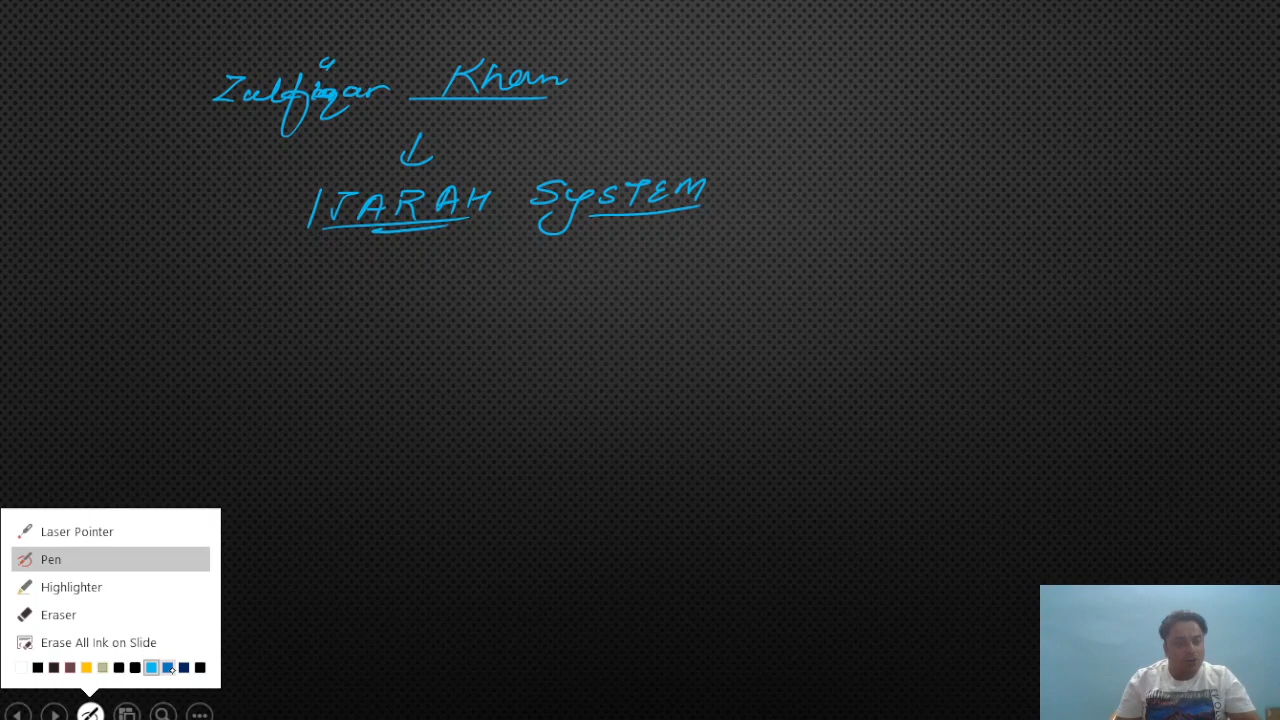 Zulfiqar Khan
IJARAH SYSTEM
Laser Pointer
Pen
Highlighter
Eraser
Erase All Ink on Slide